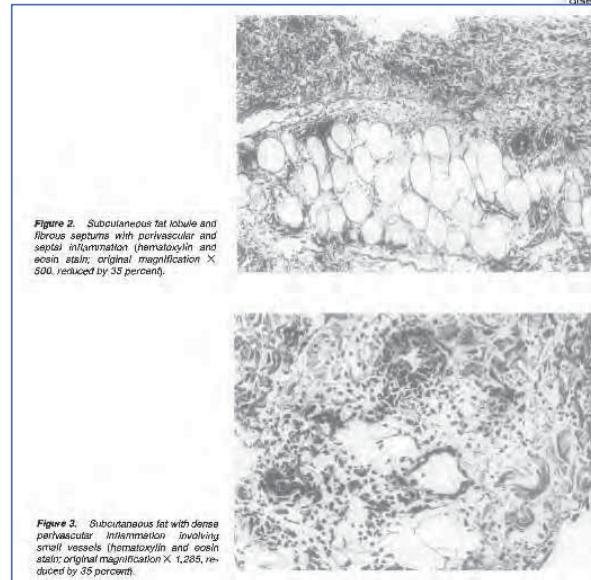 Figure 2. Subcutaneous fat lobule and
fibrous septums with perivascular and
septal inflammation (hematoxylin and
eosin stain; original magnification ×
500, reduced by 35 percent).
Figure 3. Subcutaneous fat with dense
perivascular inflammation involving
small vessels (hematoxylin and eosin
stain; original magnification × 1,285, re-
duced by 35 percent).